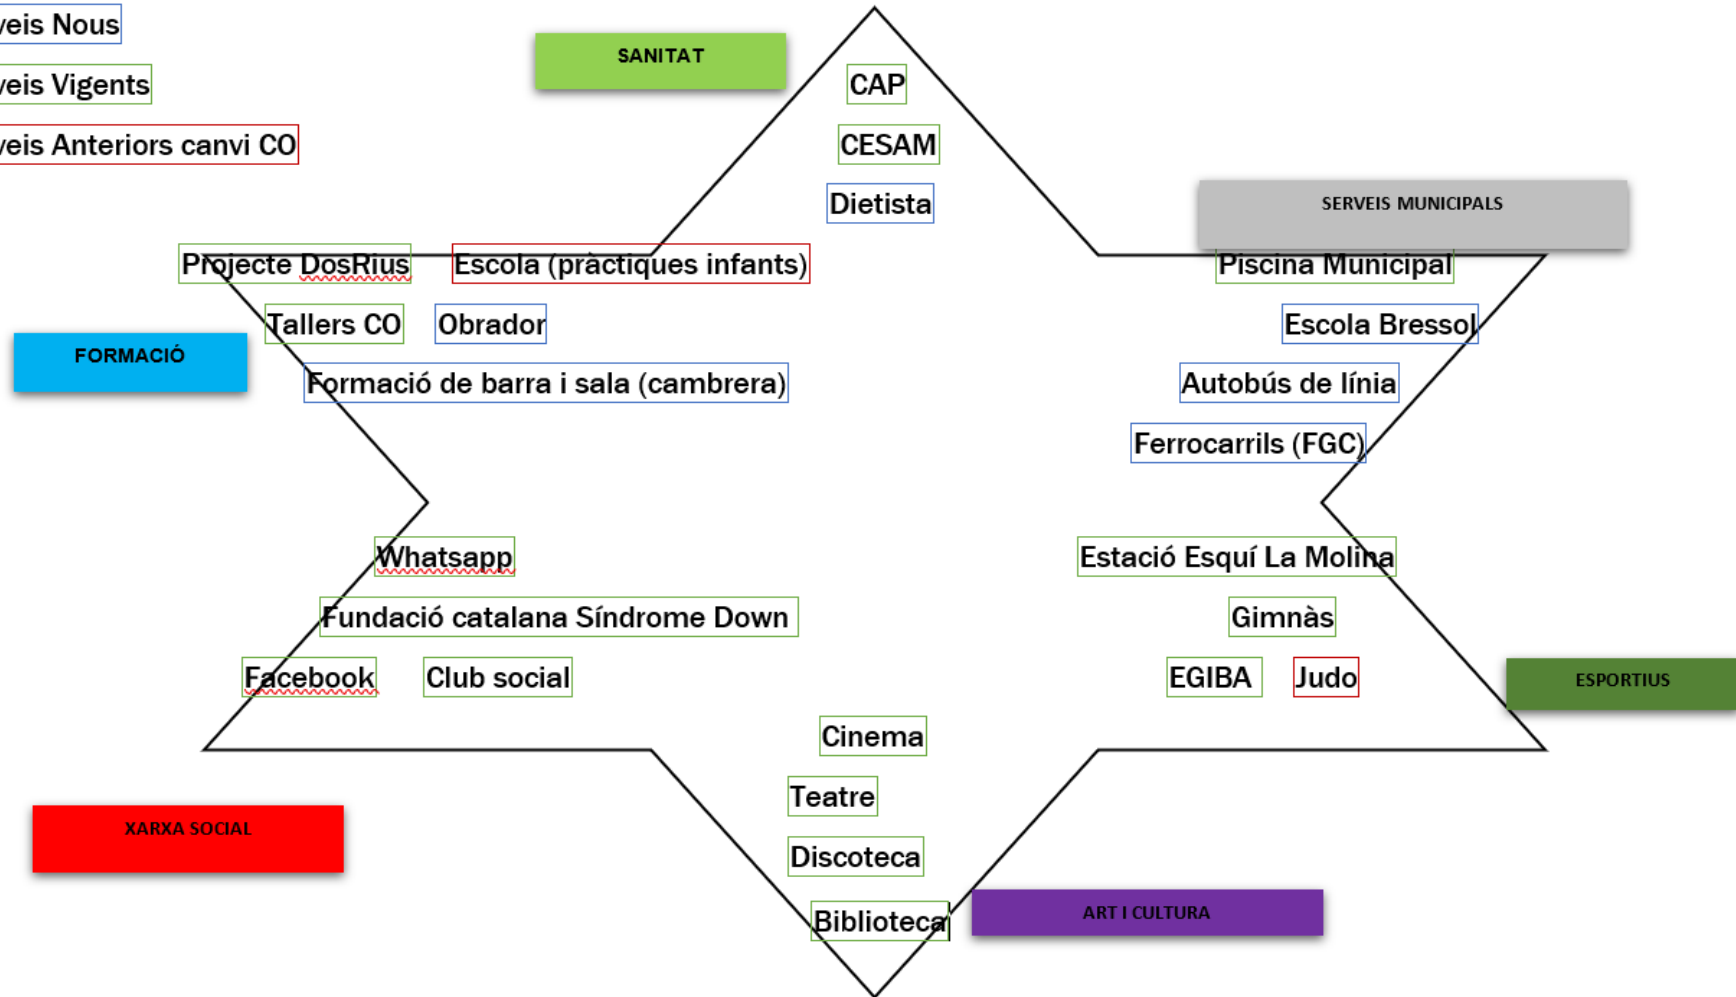 veis Nous
SANITAT
veis Vigents
CAP
veis Anteriors canvi CO
CESAM
Dietista
SERVEIS MUNICIPALS
Projecte DosRius Escola (pràctiques infants)
Piscina Municipal
Tallers CO Obrador
Escola Bressol
FORMACIÓ
Formació de barra i sala (cambrera)
Autobús de línia
Ferrocarrils (FGC)
Whatsapp
Estació Esquí La Molina
Fundació catalana Síndrome Down
Gimnàs
Facebook Club social
EGIBA Judo
ESPORTIUS
Cinema
Teatre
XARXA SOCIAL
Discoteca
Biblioteca
ART I CULTURA